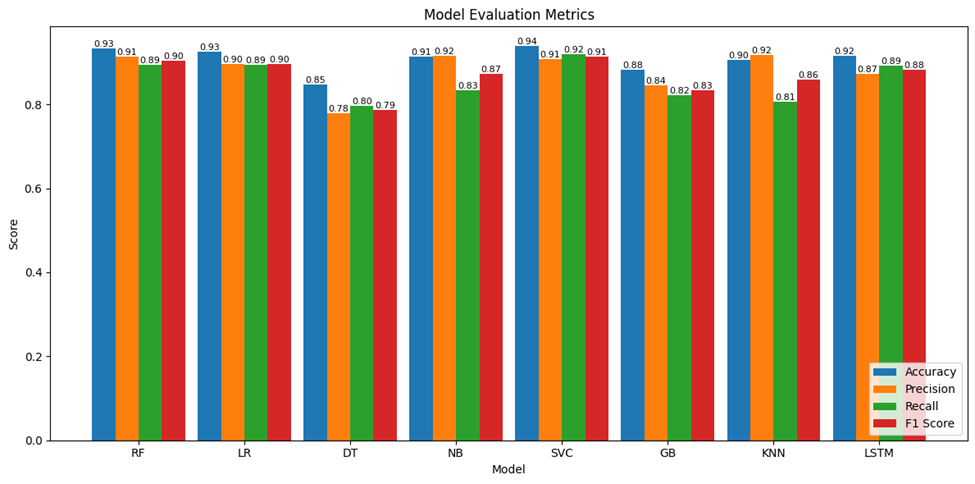 Model Evaluation Metrics
Score
0.8
0.6
0.4
0.2
0.0
0.93 0.91 0.89 0.90
0.93 0.90 0.89 0.90
0.85 0.78 0.80 0.79
0.91 0.92 0.83 0.87
0.94 0.91 0.92 0.91
0.88 0.84 0.82 0.83
0.90 0.92 0.81 0.86
0.92 0.87 0.89 0.88
Accuracy
Precision
Recall
F1 Score
RF LR DT NB SVC GB KNN LSTM
Model